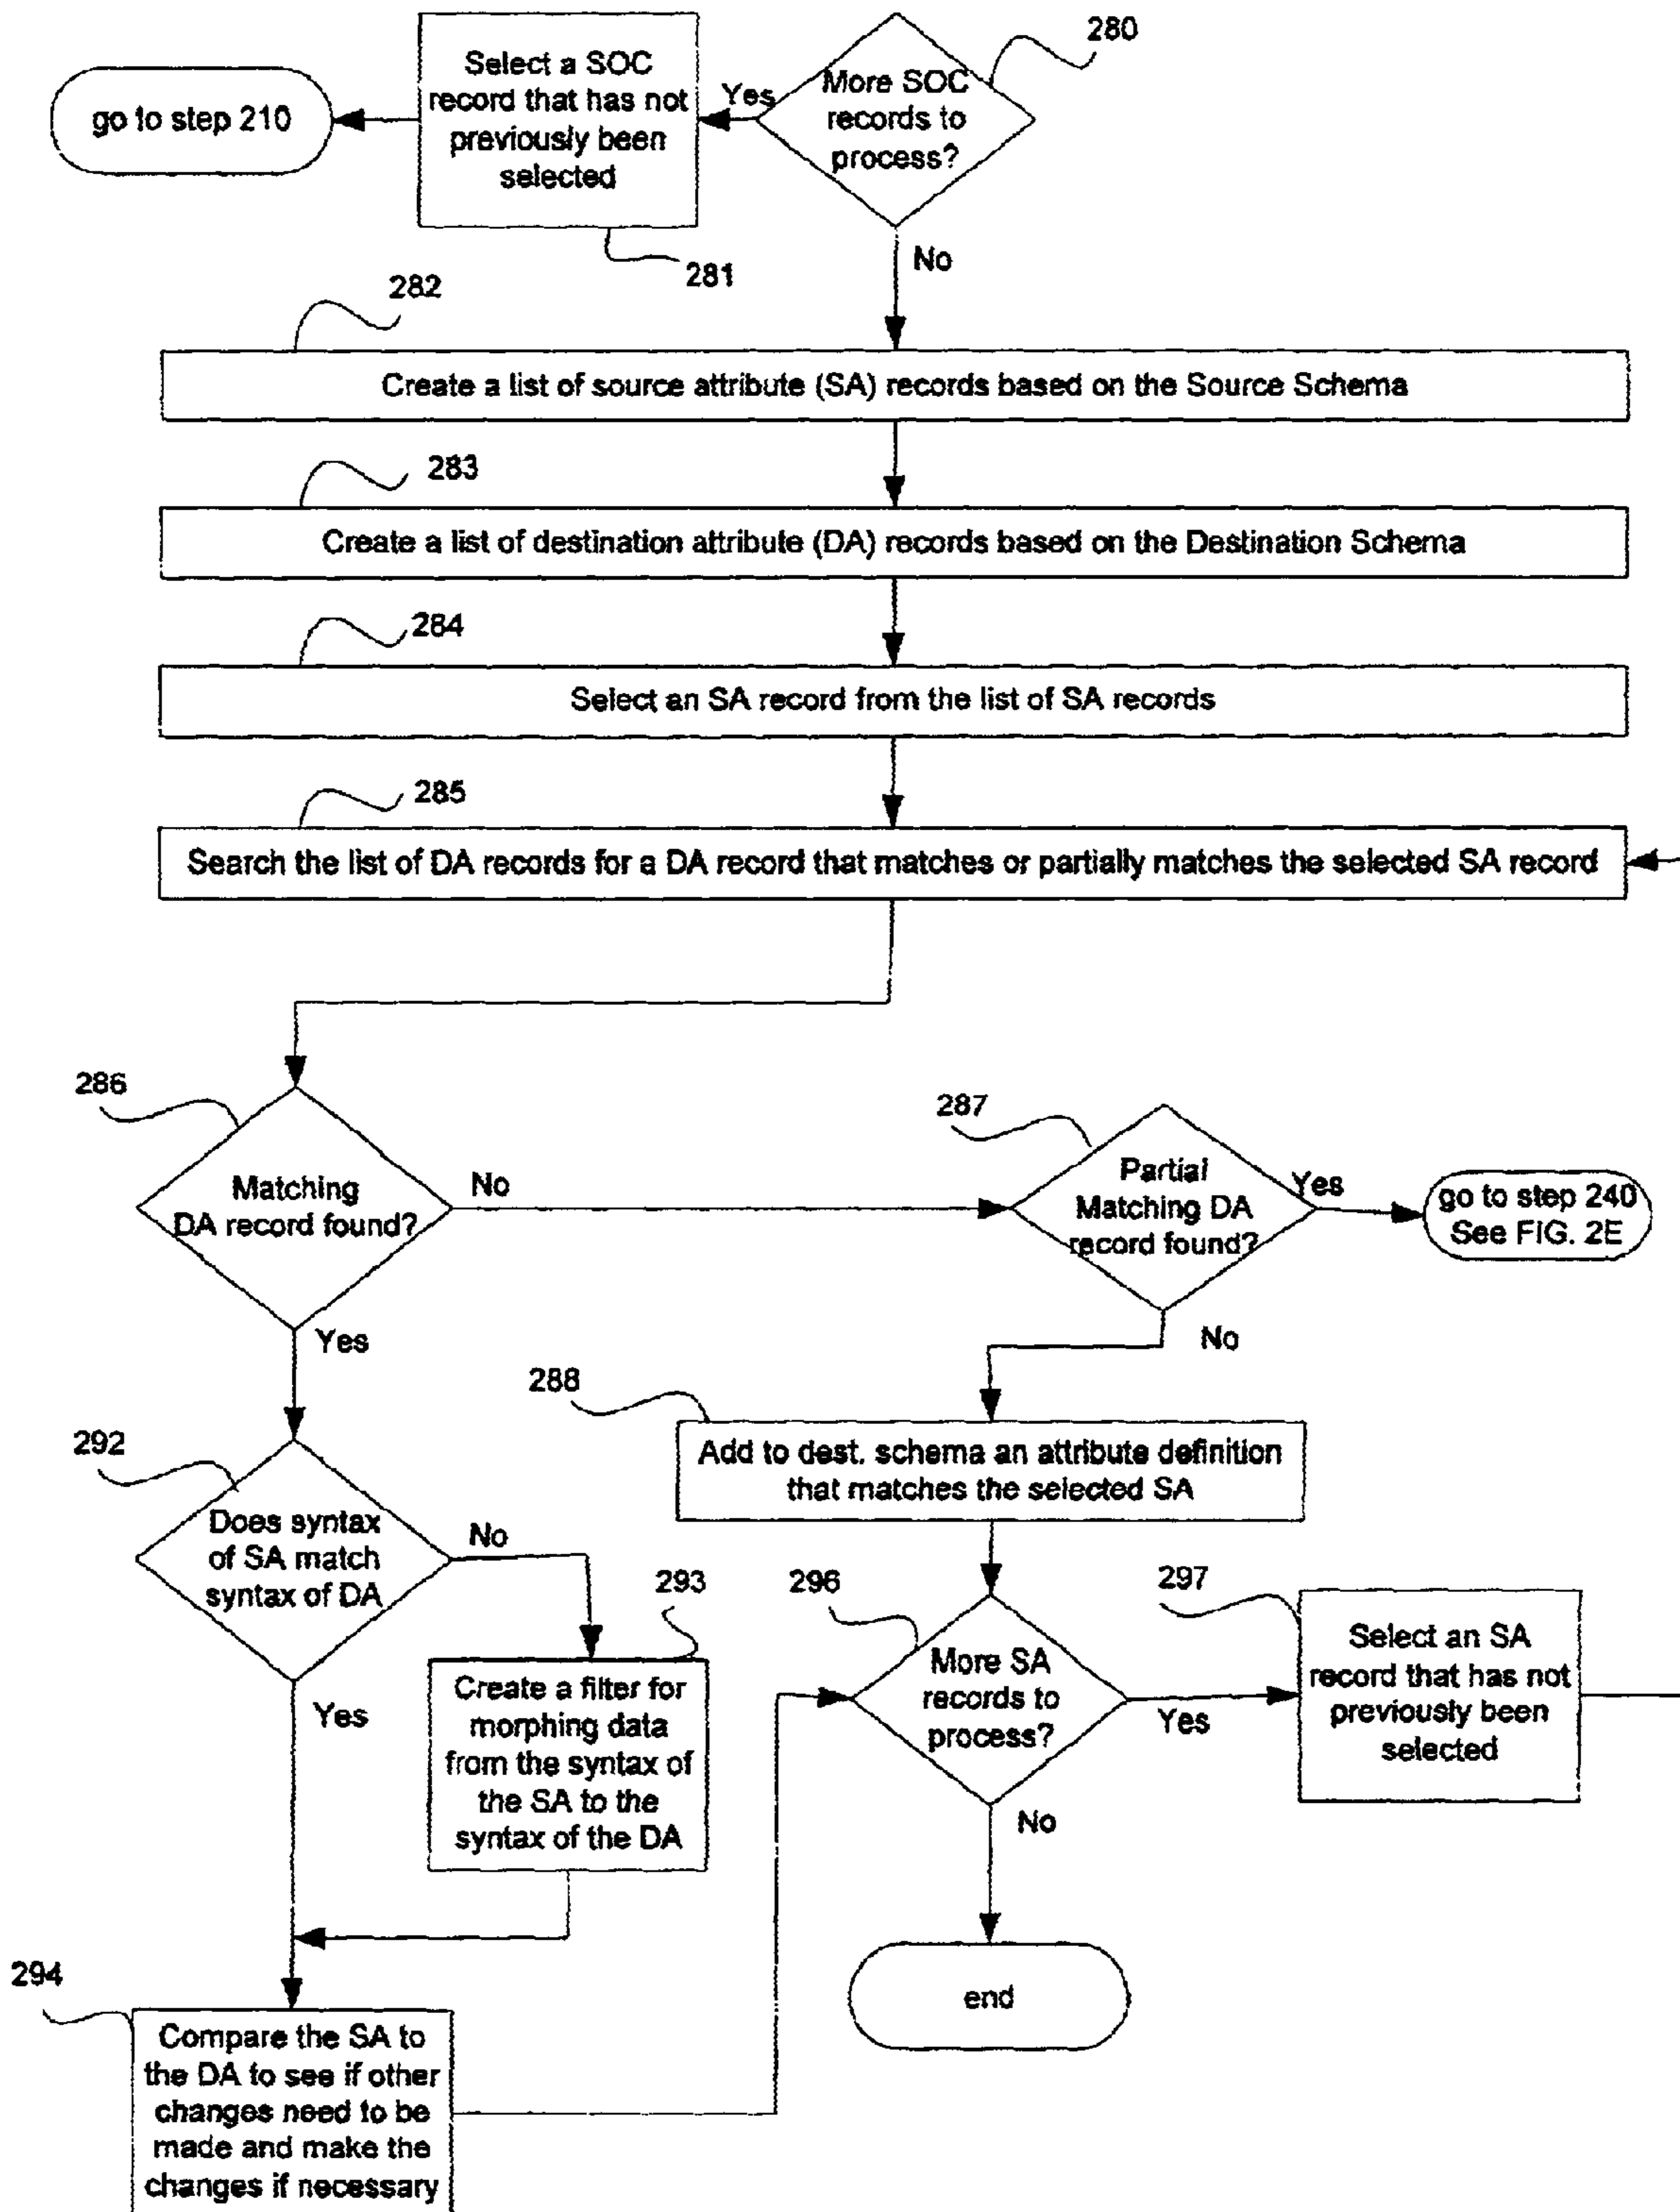 280
Select a SOC
record that has not
previously been
selected
go to step 210
Yes
More SOC
records to
process?
281
No
282
Create a list of source attribute (SA) records based on the Source Schema
283
Create a list of destination attribute (DA) records based on the Destination Schema
284
Select an SA record from the list of SA records
285
Search the list of DA records for a DA record that matches or partially matches the selected SA record
286
Matching
DA record found?
No
287
Partial
Matching DA
record found?
Yes
go to step 240
See FIG. 2E
Yes
No
288
Add to dest. schema an attribute definition
that matches the selected SA
292
Does syntax
of SA match
syntax of DA
No
293
Create a filter for
morphing data
from the syntax of
the SA to the
syntax of the DA
Yes
296
More SA
records to
process?
Yes
297
Select an SA
record that has not
previously been
selected
No
end
294
Compare the SA to
the DA to see if other
changes need to be
made and make the
changes if necessary